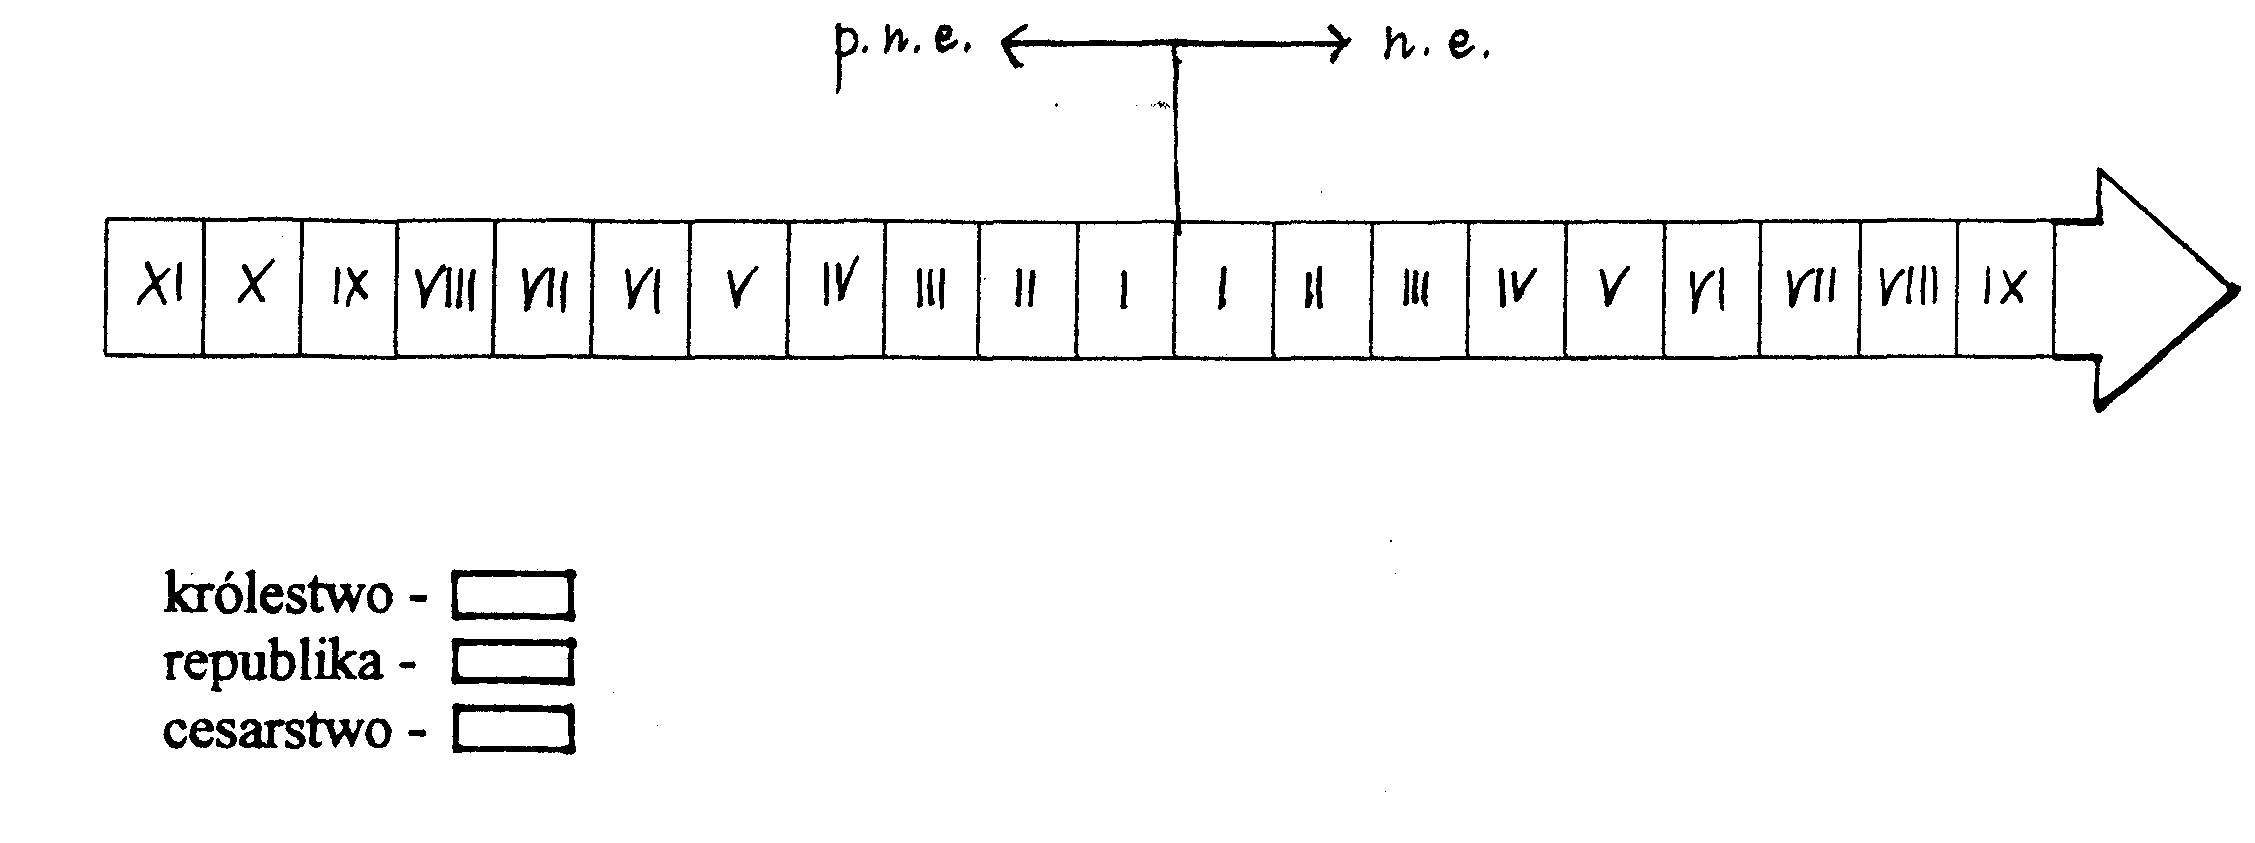 p.n.e. n.e.
XI X IX VIII VII VI V IV III II I I II III IV V VI VII VIII IX
królestwo -
republika -
cesarstwo -